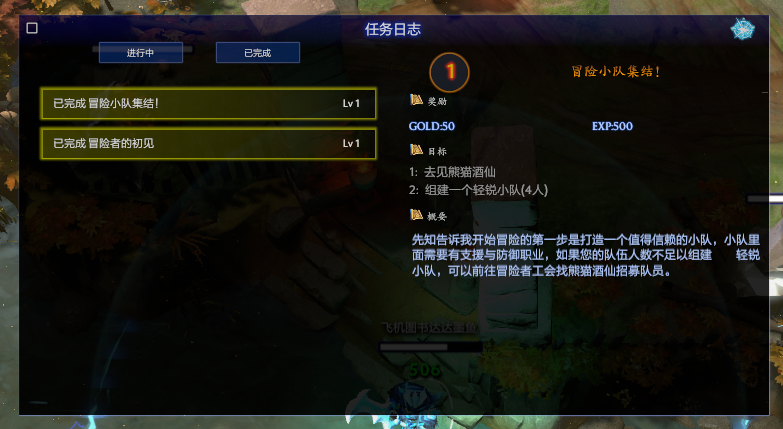 任务日志
进行中
已完成
已完成 冒险小队集结！ Lv 1
已完成 冒险者的初见 Lv 1
1
冒险小队集结！
奖励
GOLD:50
EXP:500
目标
1: 去见熊猫酒仙
2: 组建一个轻锐小队(4人)
概要
先知告诉我开始冒险的第一步是打造一个值得信赖的小队，小队里
面需要有支援与防御职业，如果您的队伍人数不足以组建 轻锐
小队，可以前往冒险者工会找熊猫酒仙招募队员。
506